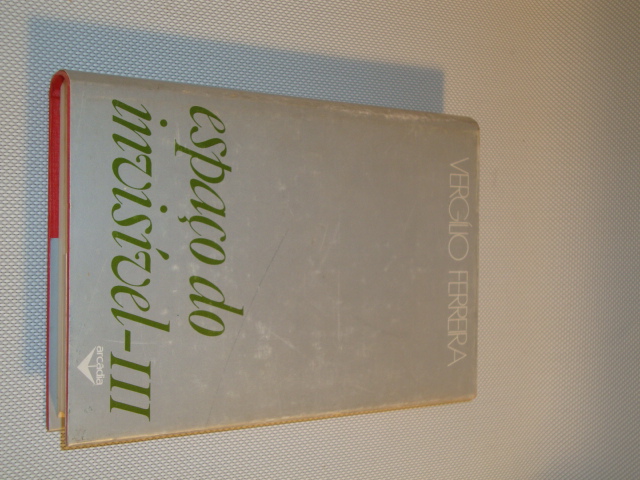 VERGÍLIO FERREIRA
espaço do
invisível-III
arcádia